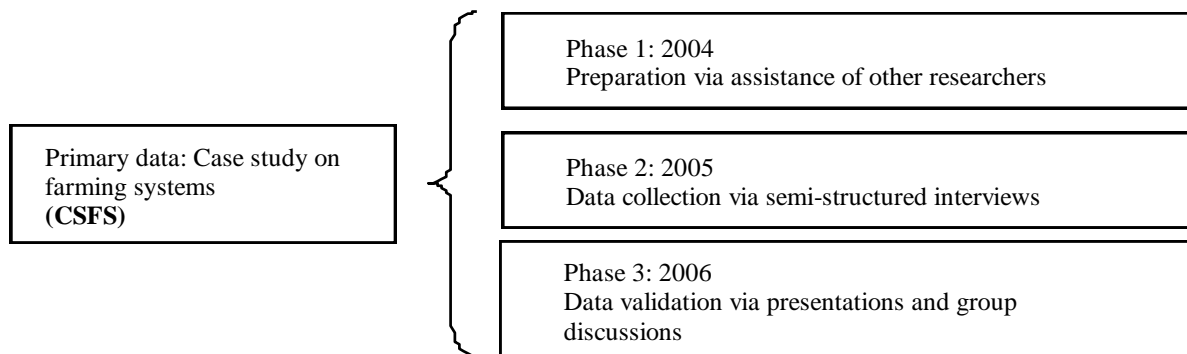 Primary data: Case study on
farming systems
(CSFS)
Phase 1: 2004
Preparation via assistance of other researchers
Phase 2: 2005
Data collection via semi-structured interviews
Phase 3: 2006
Data validation via presentations and group
discussions